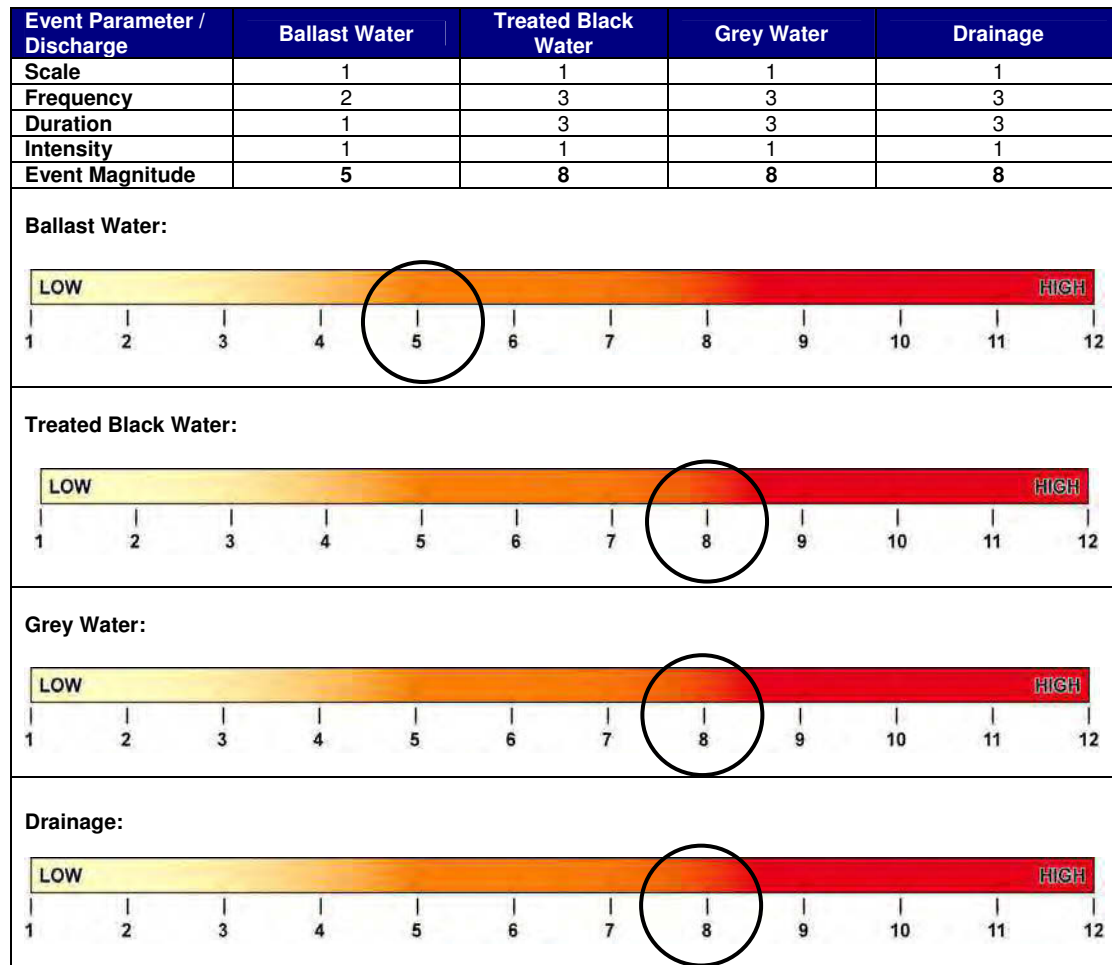 Event Parameter / Discharge Ballast Water Treated Black Water Grey Water Drainage
Scale 1 1 1 1
Frequency 2 3 3 3
Duration 1 3 3 3
Intensity 1 1 1 1
Event Magnitude 5 8 8 8
Ballast Water:
LOW HIGH
1 2 3 4 5 6 7 8 9 10 11 12
Treated Black Water:
LOW HIGH
1 2 3 4 5 6 7 8 9 10 11 12
Grey Water:
LOW HIGH
1 2 3 4 5 6 7 8 9 10 11 12
Drainage:
LOW HIGH
1 2 3 4 5 6 7 8 9 10 11 12